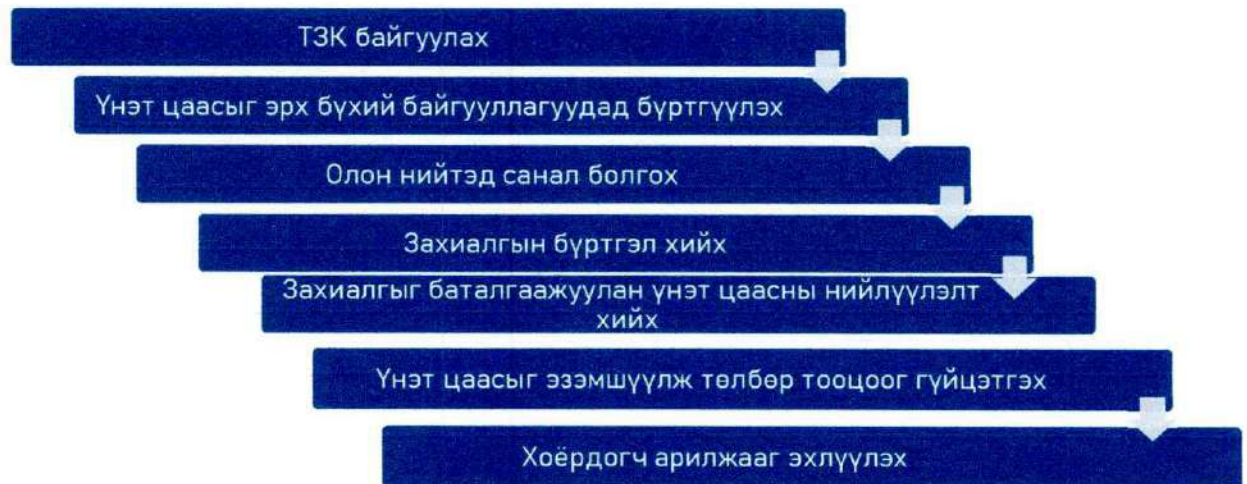 ТЗК байгуулах
Үнэт цаасыг эрх бүхий байгууллагуудад бүртгүүлэх
Олон нийтэд санал болгох
Захиалгын бүртгэл хийх
Захиалгыг баталгаажуулан үнэт цаасны нийлүүлэлт
хийх
Үнэт цаасыг эзэмшүүлж төлбөр тооцоог гүйцэтгэх
Хоёрдогч арилжааг эхлүүлэх